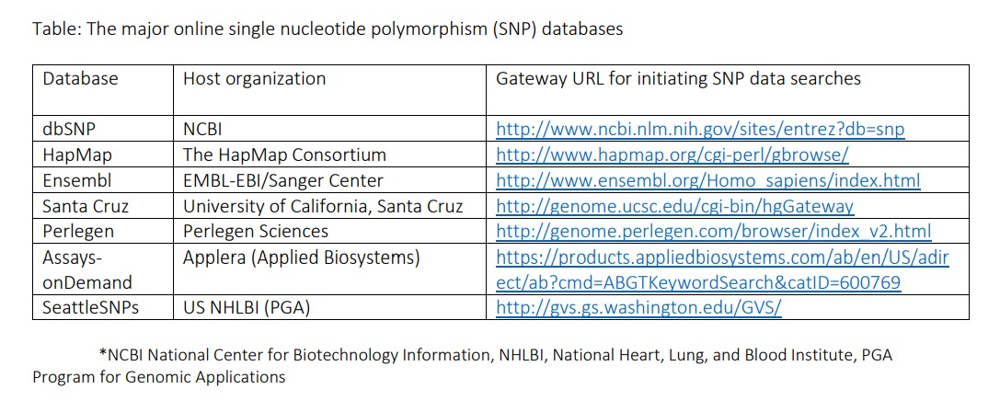 Table: The major online single nucleotide polymorphism (SNP) databases
Database Host organization Gateway URL for initiating SNP data searches
dbSNP NCBI http://www.ncbi.nlm.nih.gov/sites/entrez?db=snp
HapMap The HapMap Consortium http://www.hapmap.org/cgi-perl/gbrowse/
Ensembl EMBL-EBI/Sanger Center http://www.ensembl.org/Homo_sapiens/index.html
Santa Cruz University of California, Santa Cruz http://genome.ucsc.edu/cgi-bin/hgGateway
Perlegen Perlegen Sciences http://genome.perlegen.com/browser/index_v2.html
Assays- Applera (Applied Biosystems) https://products.appliedbiosystems.com/ab/en/US/adir
onDemand ect/ab?cmd=ABGTKeywordSearch&catID=600769
SeattleSNPs US NHLBI (PGA) http://gvs.gs.washington.edu/GVS/
*NCBI National Center for Biotechnology Information, NHLBI, National Heart, Lung, and Blood Institute, PGA
Program for Genomic Applications